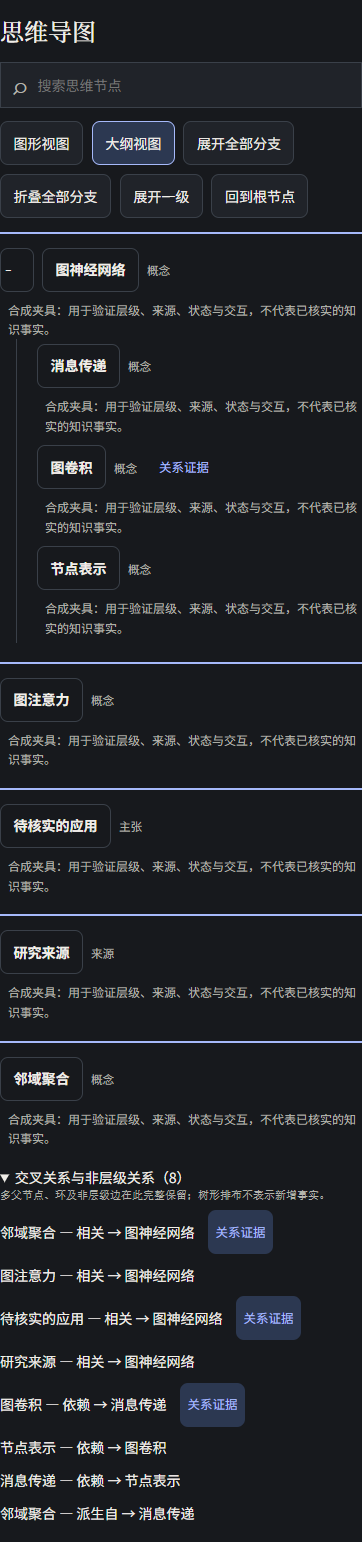 思维导图
搜索思维节点
图形视图 大纲视图 展开全部分支
折叠全部分支 展开一级 回到根节点
– 图神经网络 概念
合成夹具：用于验证层级、来源、状态与交互，不代表已核实的知
识事实。
消息传递 概念
合成夹具：用于验证层级、来源、状态与交互，不代表已核
实的知识事实。
图卷积 概念 关系证据
合成夹具：用于验证层级、来源、状态与交互，不代表已核
实的知识事实。
节点表示 概念
合成夹具：用于验证层级、来源、状态与交互，不代表已核
实的知识事实。
图注意力 概念
合成夹具：用于验证层级、来源、状态与交互，不代表已核实的知
识事实。
待核实的应用 主张
合成夹具：用于验证层级、来源、状态与交互，不代表已核实的知
识事实。
研究来源 来源
合成夹具：用于验证层级、来源、状态与交互，不代表已核实的知
识事实。
邻域聚合 概念
合成夹具：用于验证层级、来源、状态与交互，不代表已核实的知
识事实。
▼ 交叉关系与非层级关系（8）
多父节点、环及非层级边在此完整保留；树形排布不表示新增事实。
邻域聚合 — 相关 → 图神经网络 关系证据
图注意力 — 相关 → 图神经网络
待核实的应用 — 相关 → 图神经网络 关系证据
研究来源 — 相关 → 图神经网络
图卷积 — 依赖 → 消息传递 关系证据
节点表示 — 依赖 → 图卷积
消息传递 — 依赖 → 节点表示
邻域聚合 — 派生自 → 消息传递